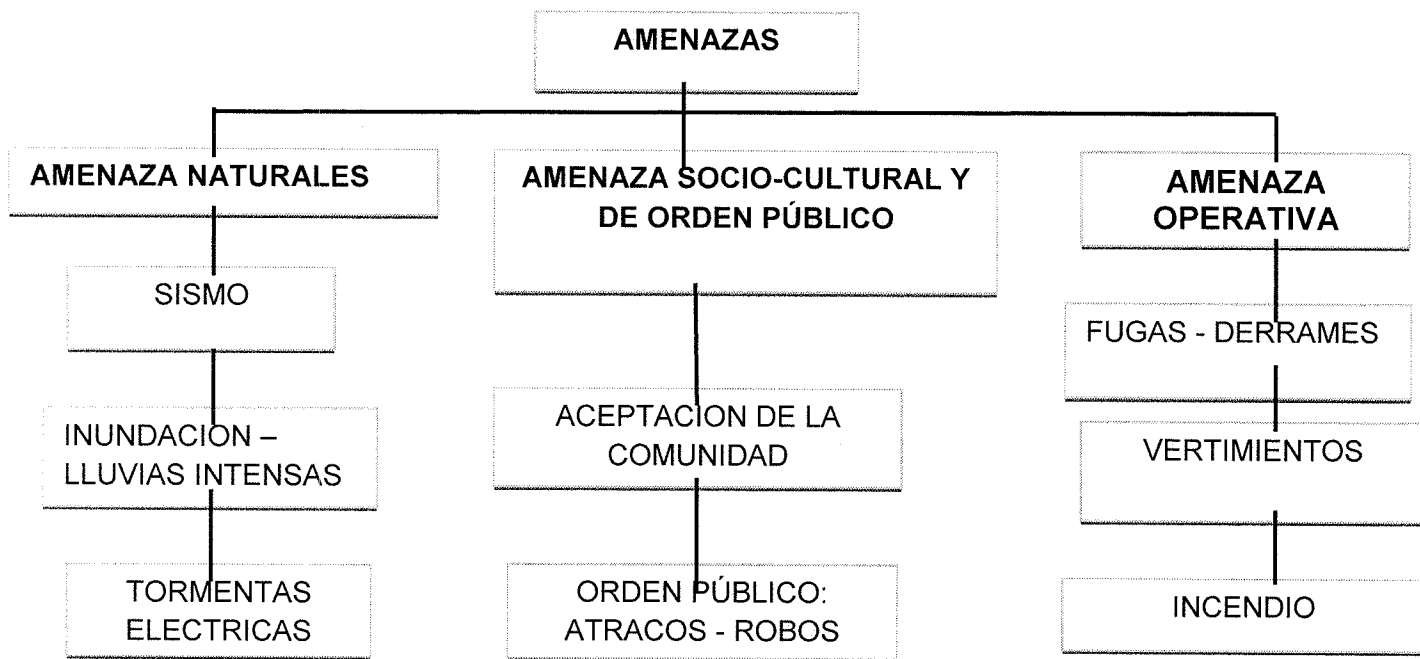 AMENAZAS
AMENAZA NATURALES
AMENAZA SOCIO-CULTURAL Y
DE ORDEN PÚBLICO
AMENAZA
OPERATIVA
SISMO
FUGAS - DERRAMES
INUNDACION –
LLUVIAS INTENSAS
ACEPTACION DE LA
COMUNIDAD
VERTIMIENTOS
TORMENTAS
ELECTRICAS
ORDEN PÚBLICO:
ATRACOS - ROBOS
INCENDIO